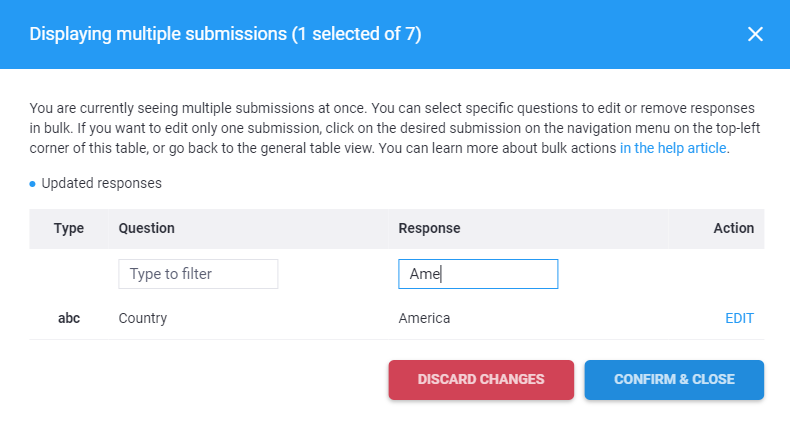 Displaying multiple submissions (1 selected of 7)
You are currently seeing multiple submissions at once. You can select specific questions to edit or remove responses
in bulk. If you want to edit only one submission, click on the desired submission on the navigation menu on the top-left
corner of this table, or go back to the general table view. You can learn more about bulk actions in the help article.
Updated responses
Type Question Response Action
Type to filter Ame
abc Country America EDIT
DISCARD CHANGES CONFIRM & CLOSE